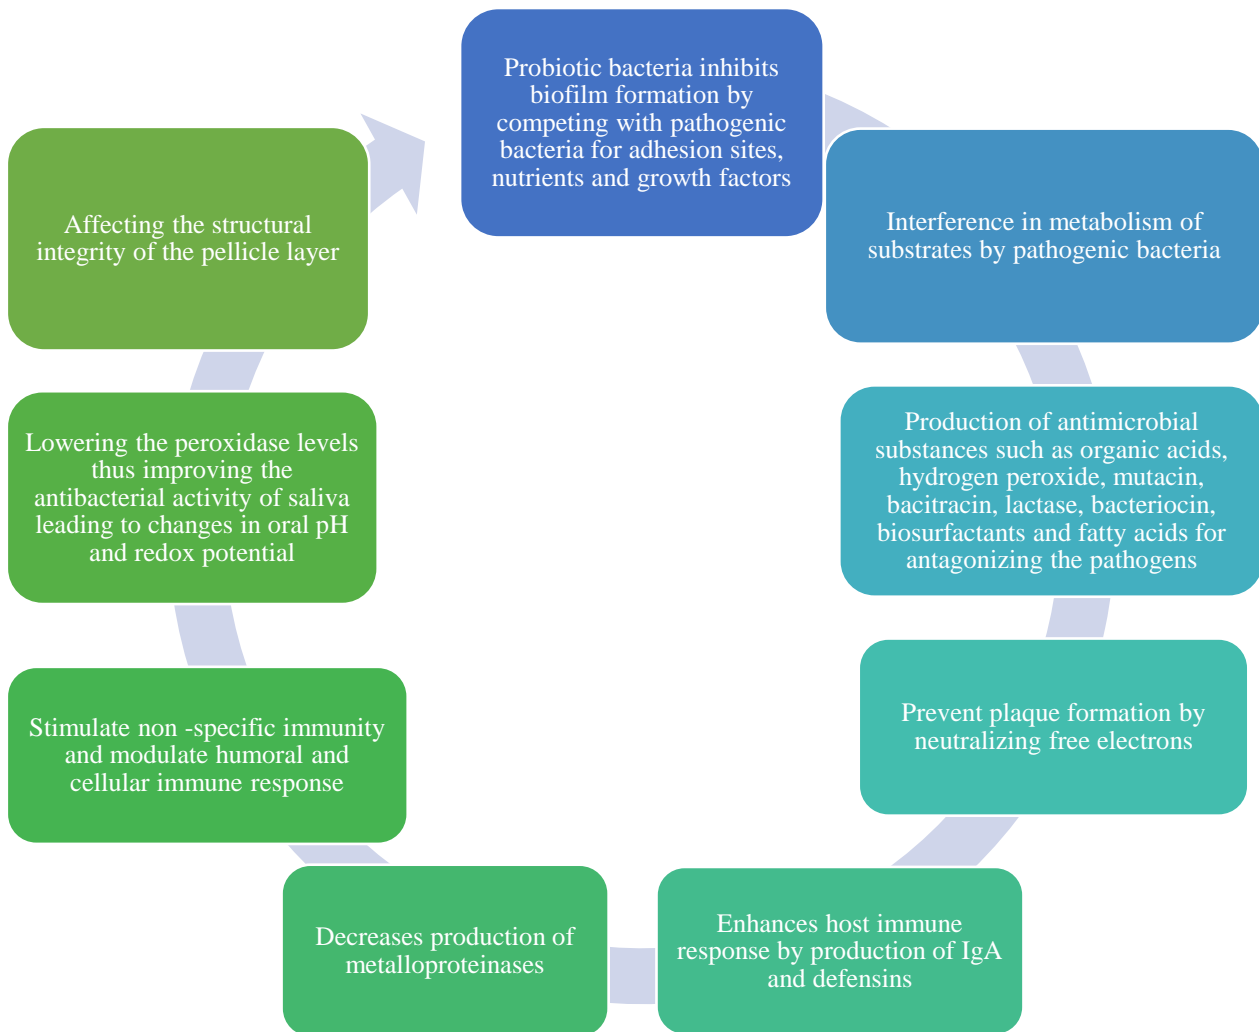 Probiotic bacteria inhibits
biofilm formation by
competing with pathogenic
bacteria for adhesion sites,
nutrients and growth factors
Interference in metabolism of
substrates by pathogenic bacteria
Production of antimicrobial
substances such as organic acids,
hydrogen peroxide, mutacin,
bacitracin, lactase, bacteriocin,
biosurfactants and fatty acids for
antagonizing the pathogens
Prevent plaque formation by
neutralizing free electrons
Enhances host immune
response by production of IgA
and defensins
Decreases production of
metalloproteinases
Stimulate non -specific immunity
and modulate humoral and
cellular immune response
Lowering the peroxidase levels
thus improving the
antibacterial activity of saliva
leading to changes in oral pH
and redox potential
Affecting the structural
integrity of the pellicle layer